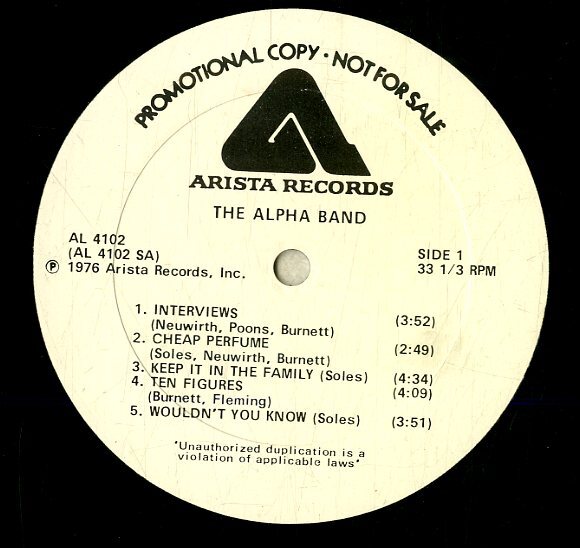 PROMOTIONAL COPY · NOT FOR SALE
ARISTA RECORDS
THE ALPHA BAND
AL 4102
(AL 4102 SA)
Ⓟ 1976 Arista Records, Inc.
SIDE 1
33 1/3 RPM
1. INTERVIEWS
(Neuwirth, Poons, Burnett) (3:52)
2. CHEAP PERFUME
(Soles, Neuwirth, Burnett) (2:49)
3. KEEP IT IN THE FAMILY (Soles) (4:34)
4. TEN FIGURES (4:09)
(Burnett, Fleming)
5. WOULDN'T YOU KNOW (Soles) (3:51)
'Unauthorized duplication is a
violation of applicable laws'